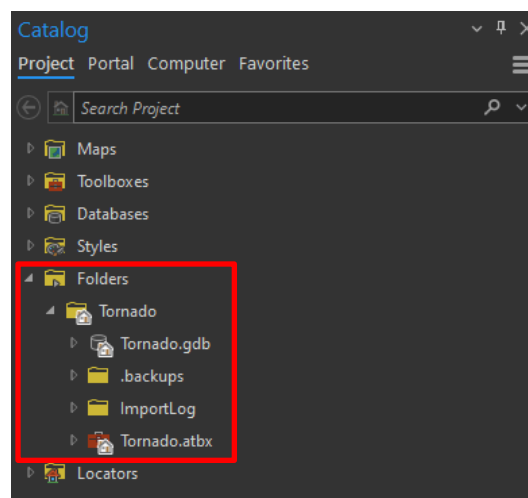 Catalog
Project Portal Computer Favorites
Search Project
Maps
Toolboxes
Databases
Styles
Folders
Tornado
Tornado.gdb
.backups
ImportLog
Tornado.atbx
Locators